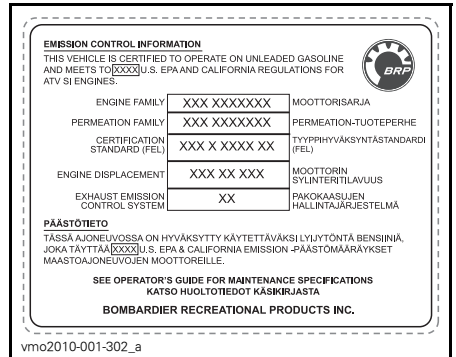 EMISSION CONTROL INFORMATION
THIS VEHICLE IS CERTIFIED TO OPERATE ON UNLEADED GASOLINE
AND MEETS TO XXXX U.S. EPA AND CALIFORNIA REGULATIONS FOR
ATV SI ENGINES.
BRP
ENGINE FAMILY XXX XXXXXXX MOOTTORISARJA
PERMEATION FAMILY XXX XXXXXXX PERMEATION-TUOTEPERHE
CERTIFICATION STANDARD (FEL) XXX X XXXX XX TYYPPIHYVÄKSYNTÄSTANDARDI (FEL)
ENGINE DISPLACEMENT XXX XX XXX MOOTTORIN SYLINTERITILAVUUS
EXHAUST EMISSION CONTROL SYSTEM XX PAKOKAASUJEN HALLINTAJÄRJESTELMÄ
PÄÄSTÖTIETO
TÄSSÄ AJONEUVOSSA ON HYVÄKSYTTY KÄYTETTÄVÄKSI LYIJYTÖNTÄ BENSIINIÄ,
JOKA TÄYTTÄÄ XXXX U.S. EPA & CALIFORNIA EMISSION -PÄÄSTÖMÄÄRÄYKSET
MAASTOAJONEUVOJEN MOOTTOREILLE.
SEE OPERATOR'S GUIDE FOR MAINTENANCE SPECIFICATIONS
KATSO HUOLTOTIEDOT KÄSIKIRJASTA
BOMBARDIER RECREATIONAL PRODUCTS INC.
vmo2010-001-302_a